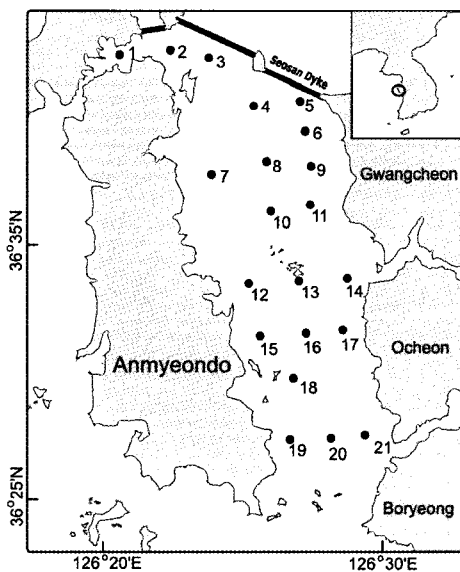 Seosan Dyke
1
2
3
4
5
6
7
8
9
Gwangcheon
10
11
36°35'N
12
13
14
15
16
17
Anmyeondo
Ocheon
18
19
20
21
36°25'N
Boryeong
126°20'E
126°30'E